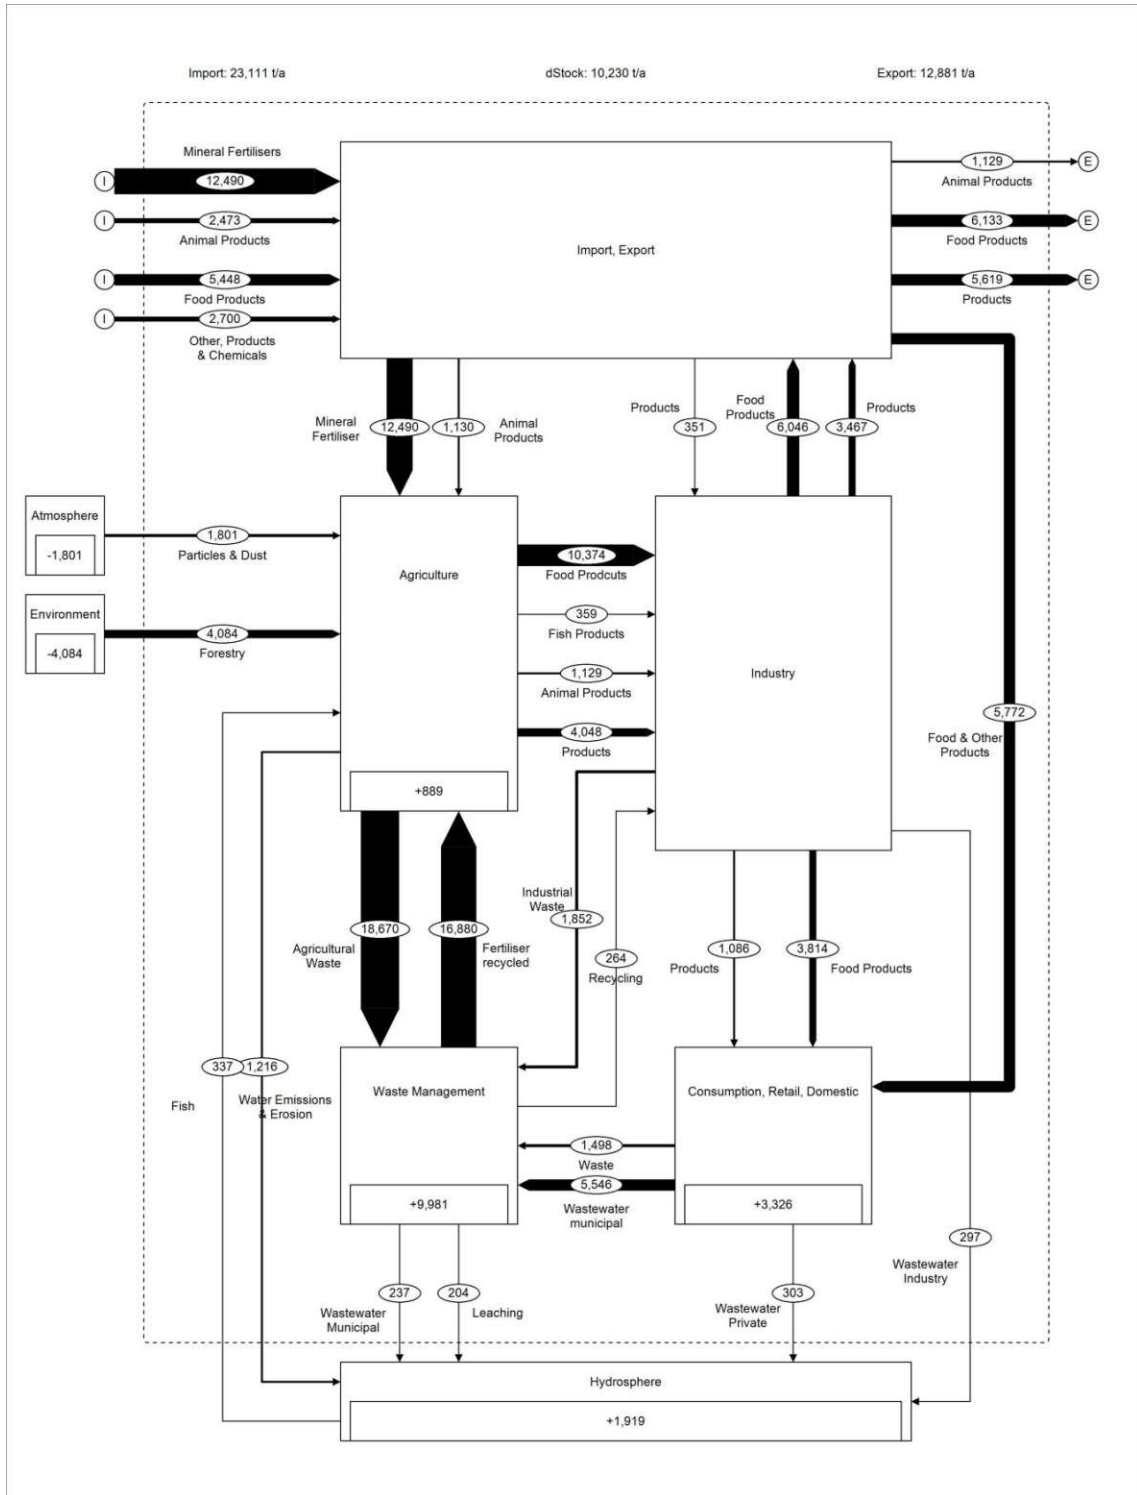 Import: 23,111 t/a
dStock: 10,230 t/a
Export: 12,881 t/a
Mineral Fertilisers
I
12,490
I
2,473
Animal Products
I
5,448
Food Products
I
2,700
Other, Products
& Chemicals
Import, Export
1,129
E
Animal Products
6,133
E
Food Products
5,619
E
Products
Mineral
Fertiliser
12,490
1,130
Animal
Products
Products
351
Food
Products
6,046
Products
3,467
Atmosphere
-1,801
1,801
Particles & Dust
Environment
-4,084
4,084
Forestry
Agriculture
+889
10,374
Food Prodcuts
359
Fish Products
1,129
Animal Products
4,048
Products
Industry
5,772
Food & Other
Products
Agricultural
Waste
18,670
16,880
Fertiliser
recycled
Industrial
Waste
1,852
264
Recycling
1,086
Products
3,814
Food Products
337
Fish
1,216
Water Emissions
& Erosion
Waste Management
+9,981
1,498
Waste
5,546
Wastewater
municipal
Consumption, Retail, Domestic
+3,326
297
Wastewater
Industry
237
Wastewater
Municipal
204
Leaching
303
Wastewater
Private
Hydrosphere
+1,919